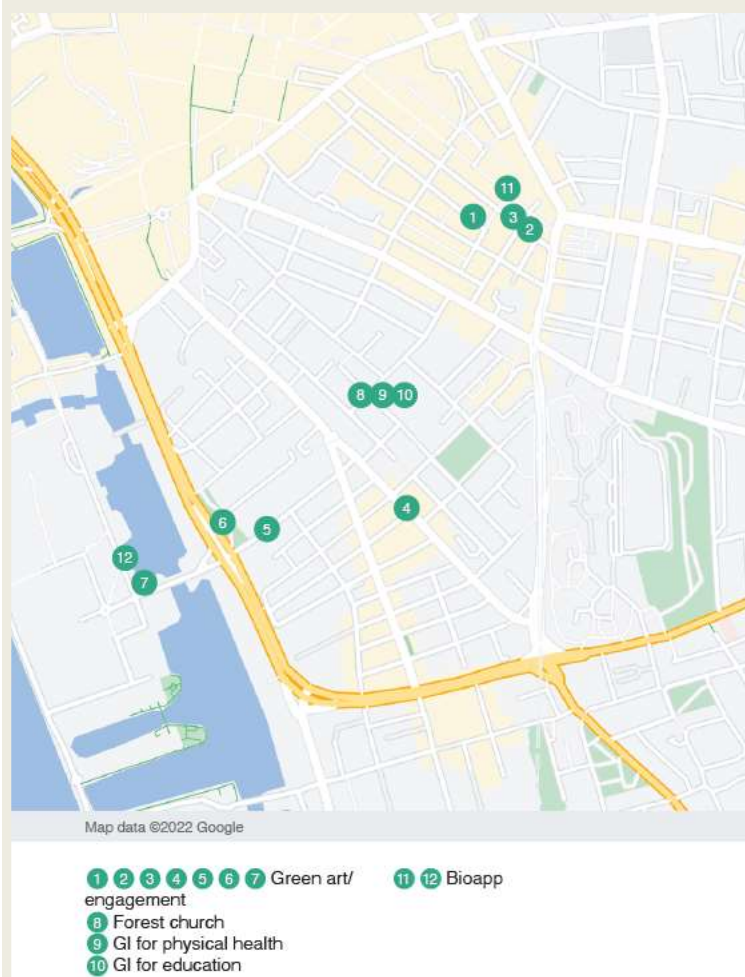 11
1
3
2
8 9 10
4
6
5
12
7
Map data ©2022 Google
1 2 3 4 5 6 7 Green art/
engagement
8 Forest church
9 GI for physical health
10 GI for education
11 12 Bioapp